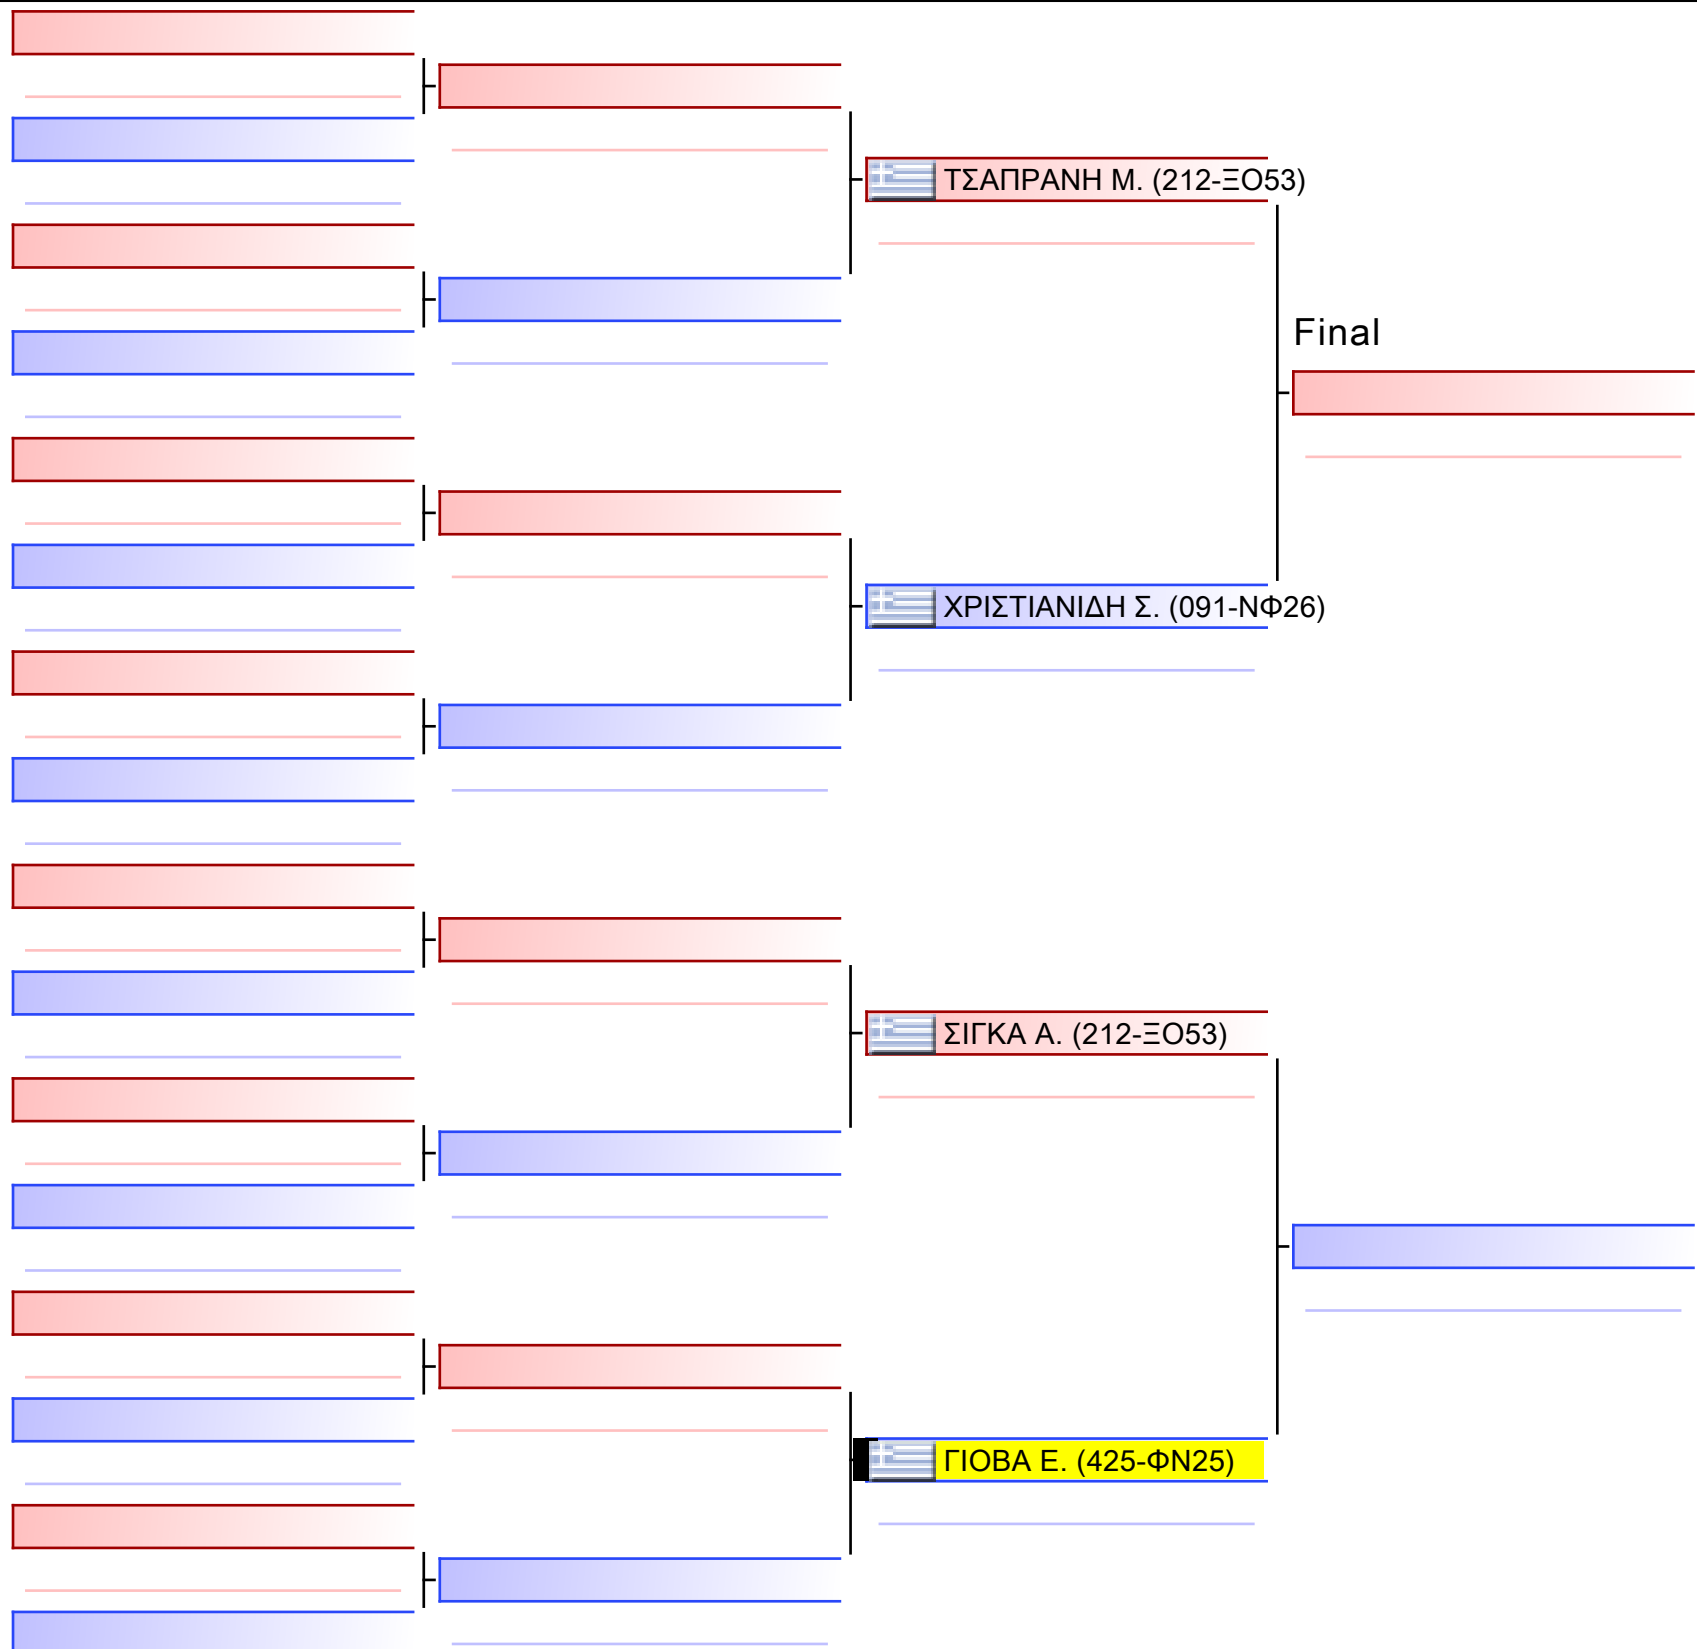 ΤΣΑΠΡΑΝΗ Μ. (212-ΞΟ53)
Final
ΧΡΙΣΤΙΑΝΙΔΗ Σ. (091-ΝΦ26)
ΣΙΓΚΑ Α. (212-ΞΟ53)
ΓΙΟΒΑ Ε. (425-ΦΝ25)